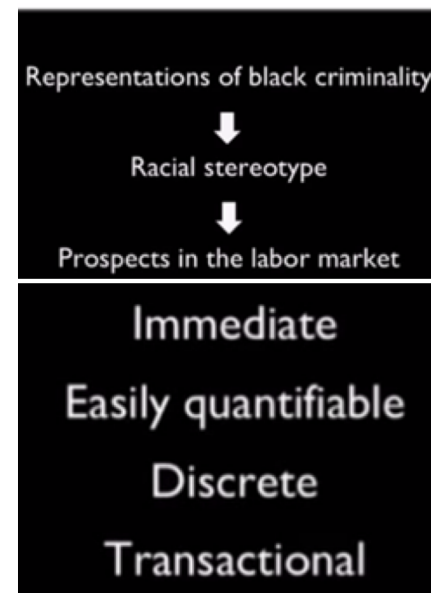 Representations of black criminality
Racial stereotype
Prospects in the labor market
Immediate
Easily quantifiable
Discrete
Transactional